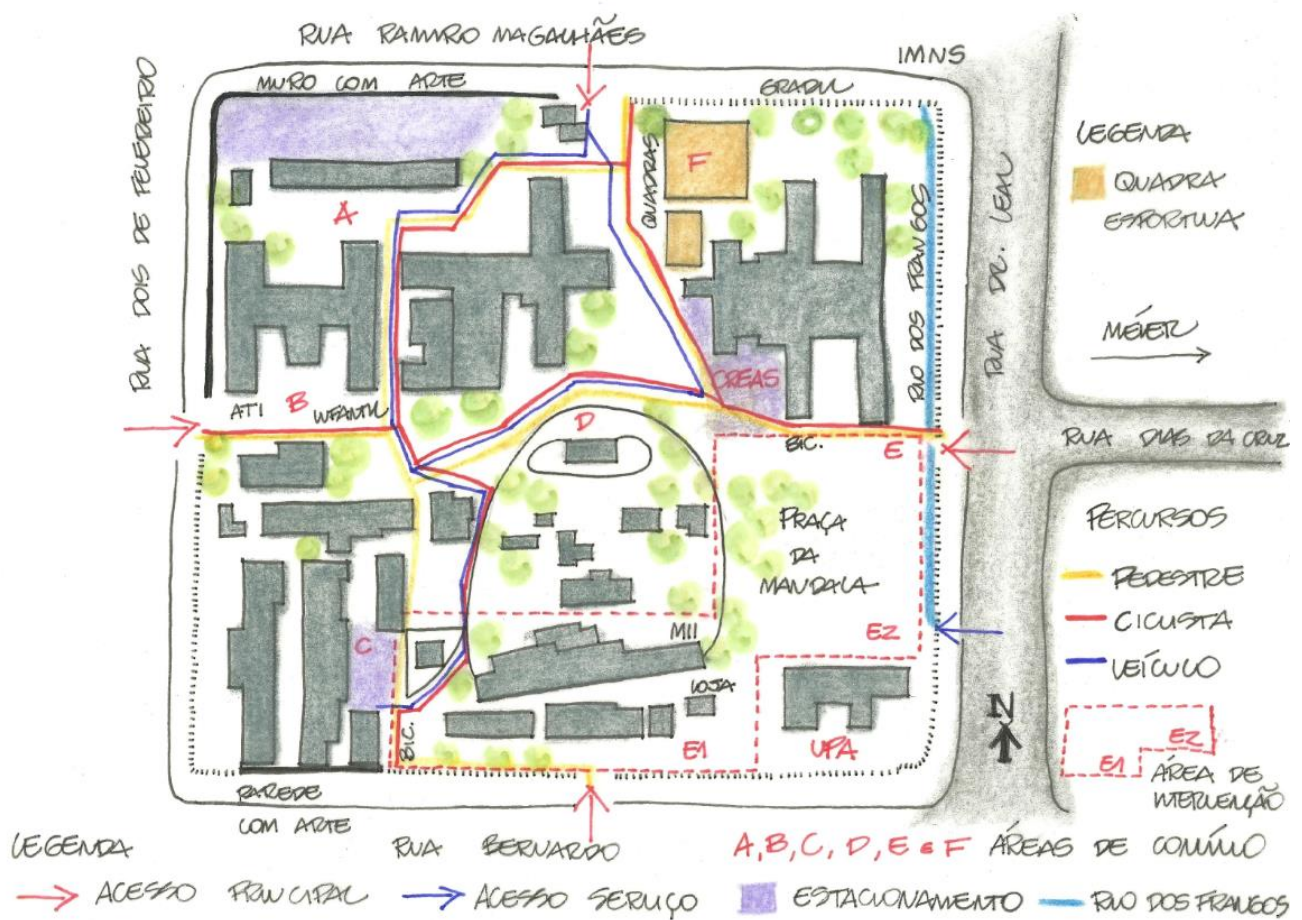 RUA RAMIRO MAGALHÃES
IMNS
MURO COM ARTE
GRADIL
RUA DOIS DE FEVEREIRO
LEGENDA
QUADRA
ESPORTIVA
QUADRAS
F
A
RIO DOS FRANGOS
RUA DR. LEAL
MÉIER
CREAS
ATI
B
INFANTIL
D
BIC.
E
RUA DIAS DA CRUZ
PRAÇA
DA
MANDALA
PERCURSOS
PEDESTRE
CICLISTA
VEÍCULO
C
MII
E2
LOJA
N
BIC.
E1
UPA
E2
E1
ÁREA DE
INTERVENÇÃO
PAREDE
COM ARTE
LEGENDA
RUA BERNARDO
A, B, C, D, E e F ÁREAS DE CONVÍVIO
ACESSO PRINCIPAL
ACESSO SERVIÇO
ESTACIONAMENTO
RIO DOS FRANGOS